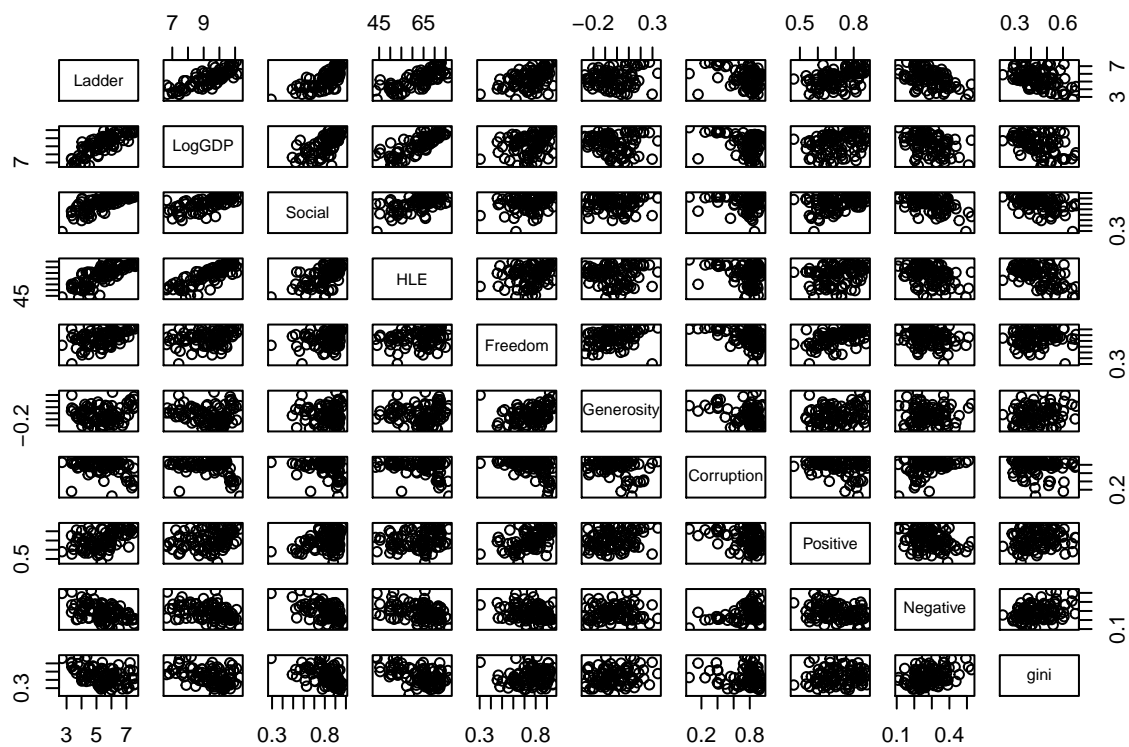 7 9 45 65 −0.2 0.3 0.5 0.8 0.3 0.6
Ladder 3 7
7 LogGDP
Social 0.3
45 HLE
Freedom 0.3
−0.2 Generosity
Corruption 0.2
0.5 Positive
Negative 0.1
0.3 gini
3 5 7 0.3 0.8 0.3 0.8 0.2 0.8 0.1 0.4